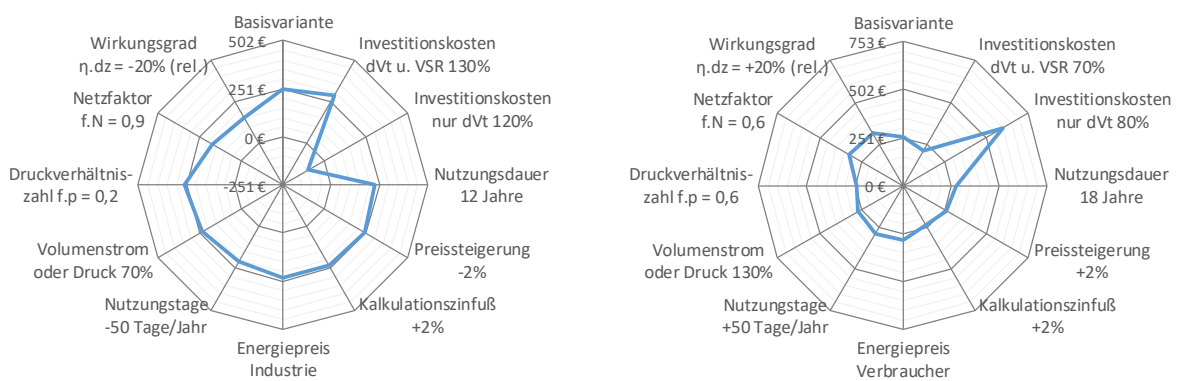 Basisvariante
502 €
Investitionskosten
dVt u. VSR 130%
Investitionskosten
nur dVt 120%
Nutzungsdauer
12 Jahre
Preissteigerung
-2%
Kalkulationszinfuß
+2%
Energiepreis
Industrie
Nutzungstage
-50 Tage/Jahr
Volumenstrom
oder Druck 70%
Druckverhältnis-
zahl f.p = 0,2
Netzfaktor
f.N = 0,9
Wirkungsgrad
η.dz = -20% (rel.)
251 €
0 €
-251 €
Basisvariante
753 €
Investitionskosten
dVt u. VSR 70%
Investitionskosten
nur dVt 80%
Nutzungsdauer
18 Jahre
Preissteigerung
+2%
Kalkulationszinfuß
+2%
Energiepreis
Verbraucher
Nutzungstage
+50 Tage/Jahr
Volumenstrom
oder Druck 130%
Druckverhältnis-
zahl f.p = 0,6
Netzfaktor
f.N = 0,6
Wirkungsgrad
η.dz = +20% (rel.)
502 €
251 €
0 €